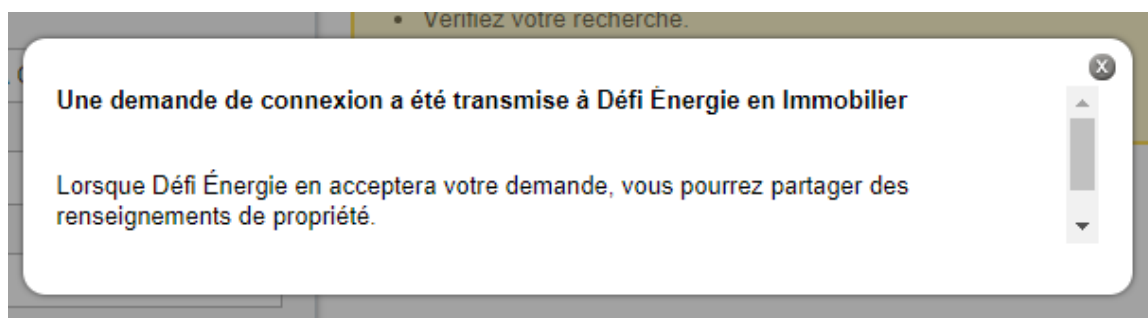 • Vérifiez votre recherche.
Une demande de connexion a été transmise à Défi Énergie en Immobilier
Lorsque Défi Énergie en acceptera votre demande, vous pourrez partager des
renseignements de propriété.